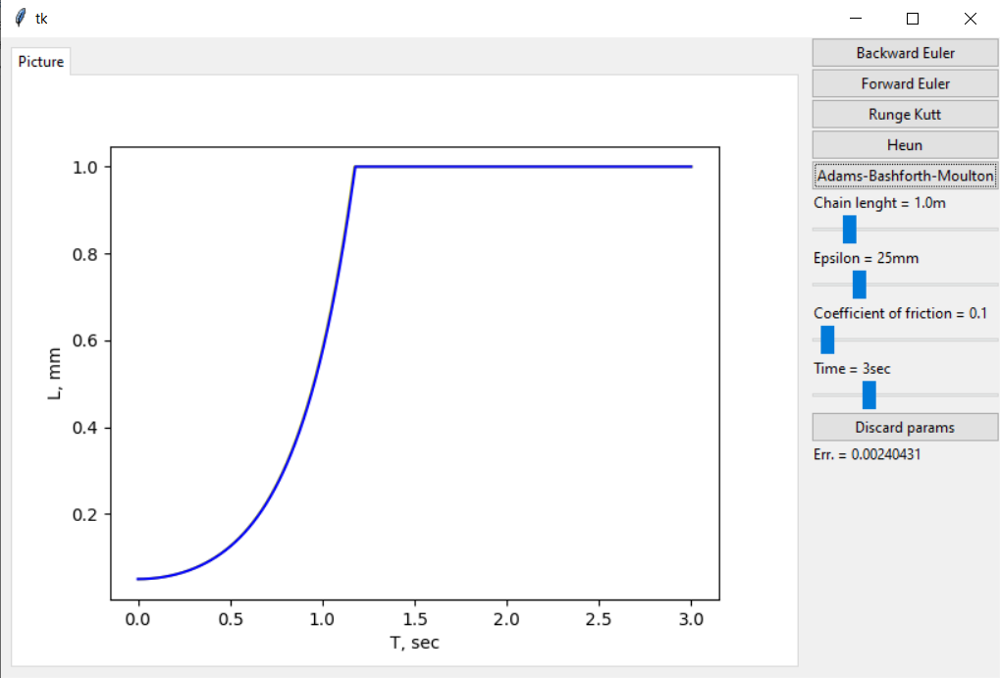 tk
Picture
1.0
0.8
0.6
0.4
0.2
L, mm
0.0 0.5 1.0 1.5 2.0 2.5 3.0
T, sec
Backward Euler
Forward Euler
Runge Kutt
Heun
Adams-Bashforth-Moulton
Chain lenght = 1.0m
Epsilon = 25mm
Coefficient of friction = 0.1
Time = 3sec
Discard params
Err. = 0.00240431